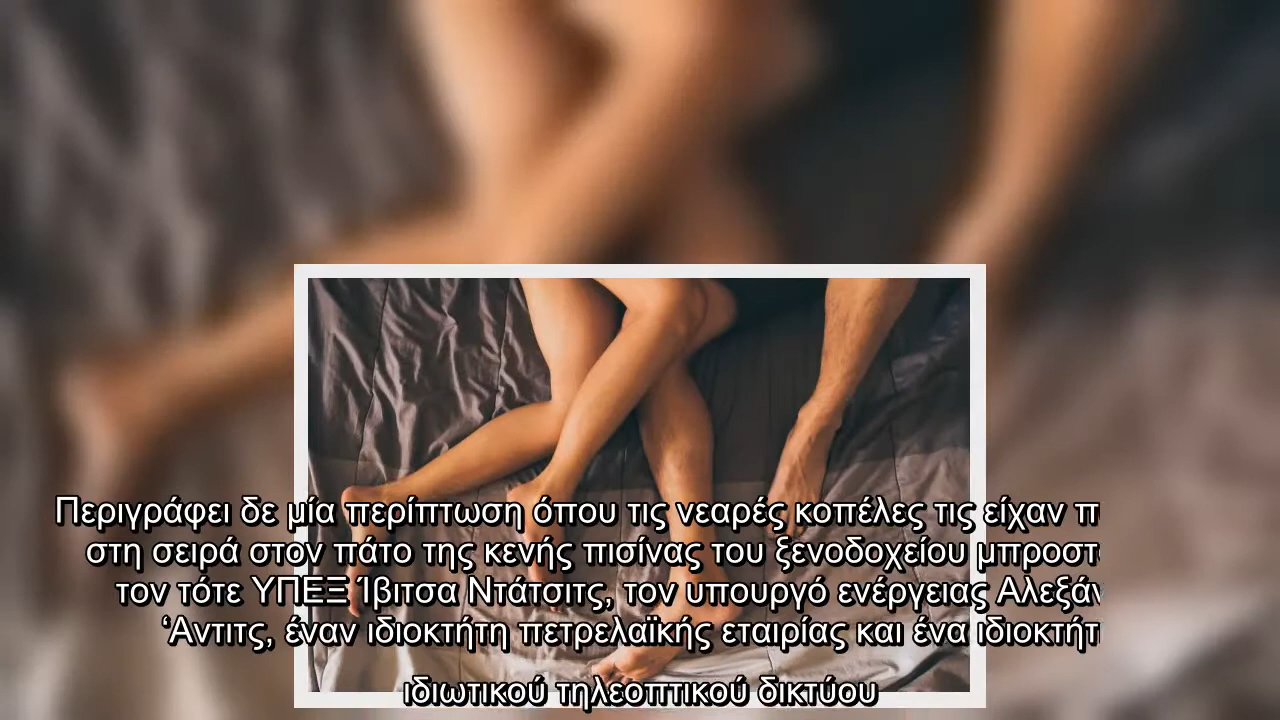 Περιγράφει δε μία περίπτωση όπου τις νεαρές κοπέλες τις είχαν
στη σειρά στον πάτο της κενής πισίνας του ξενοδοχείου
τον τότε ΥΠΕΞ Ίβιτσα Ντάτσιτς, τον υπουργό ενέργειας
‘Αντιτς, έναν ιδιοκτήτη πετρελαϊκής εταιρίας και ένα
ιδιωτικού τηλεοπτικού δικτύου